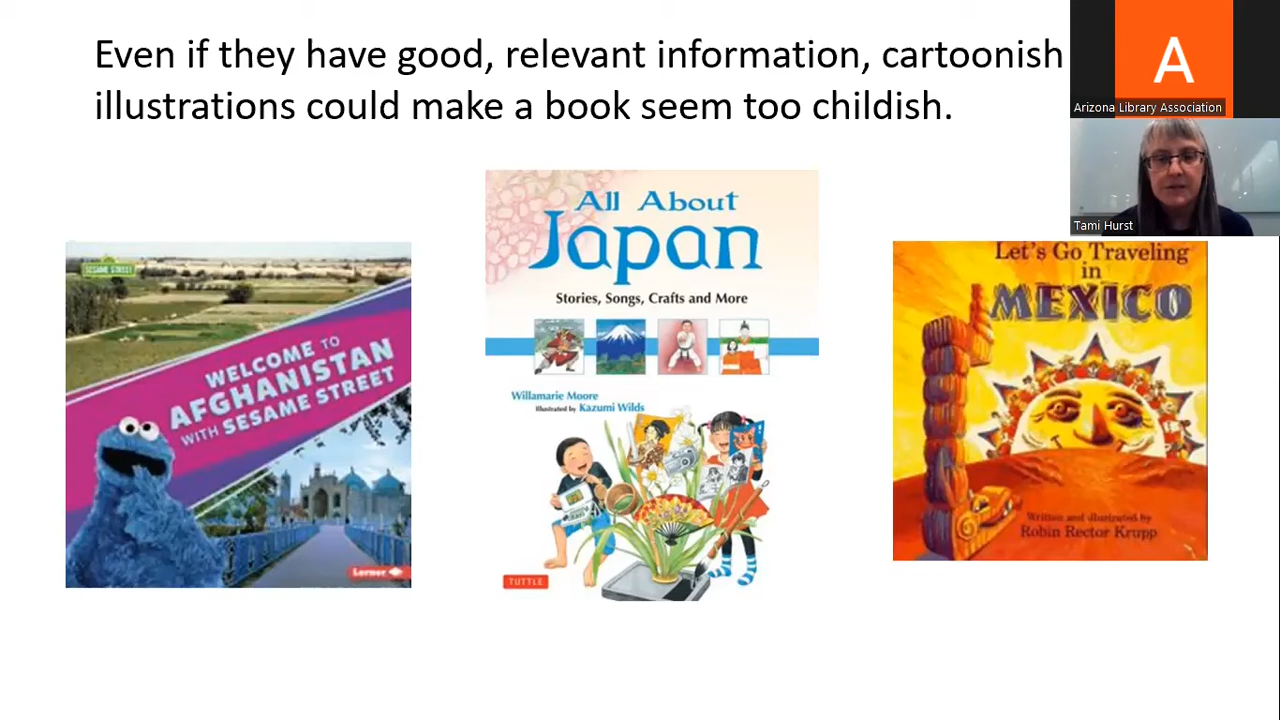 Even if they have good, relevant information, cartoonish
illustrations could make a book seem too childish.
A
Arizona Library Association
Tami Hurst
SESAME STREET
WELCOME TO
AFGHANISTAN
WITH SESAME STREET
Lerner
All About
Japan
Stories, Songs, Crafts and More
Willamarie Moore
Illustrated by Kazumi Wilds
TUTTLE
Let's Go Traveling
in
MEXICO
Written and illustrated by
Robin Rector Krupp